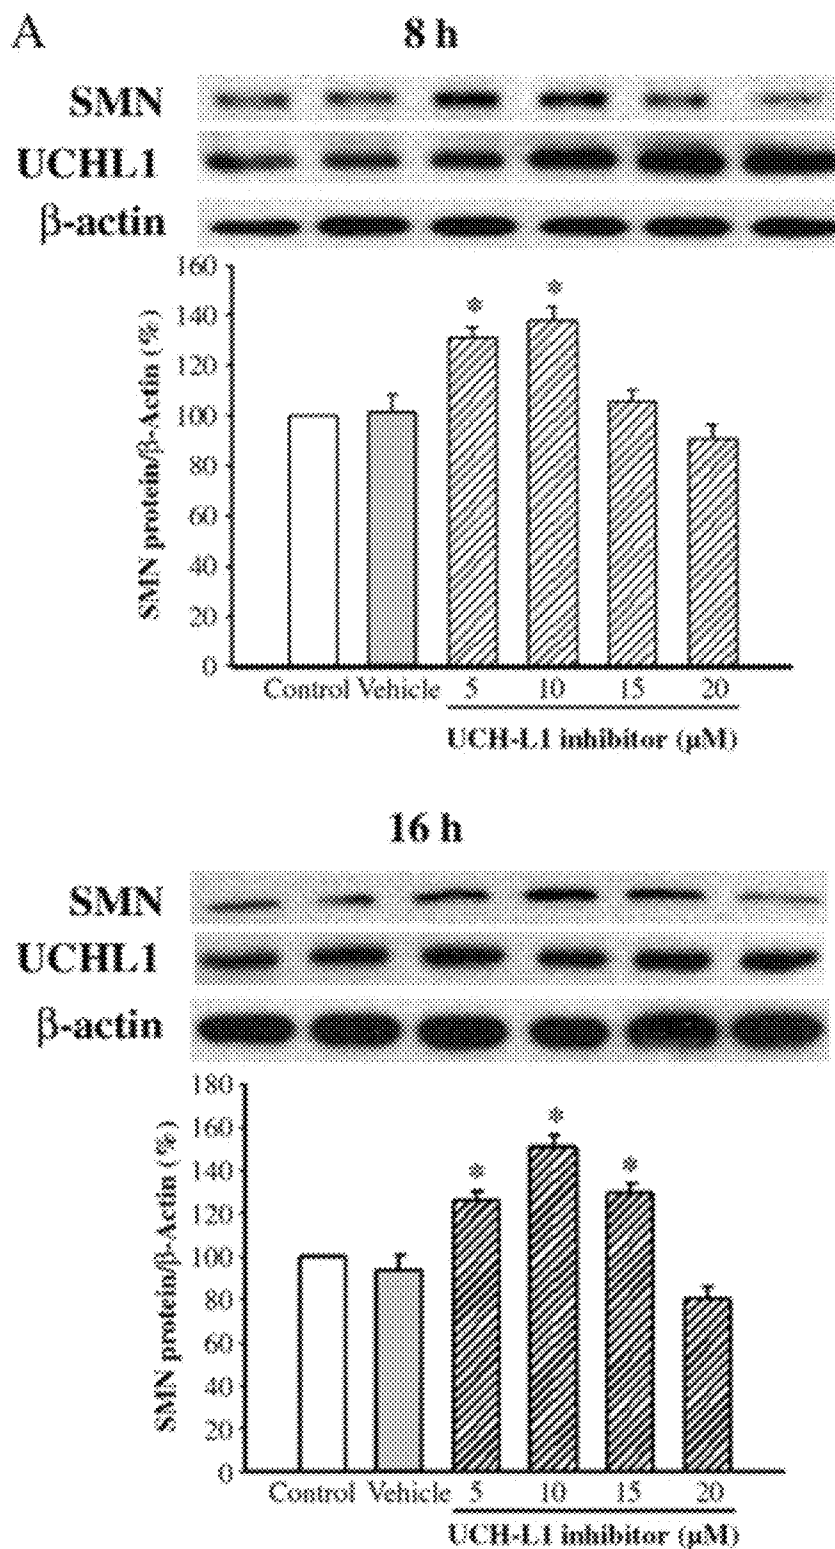 A
8 h
SMN
UCHL1
β-actin
SMN protein/β-Actin (%)
160
140
120
100
80
60
40
20
0
* *
Control Vehicle 5 10 15 20
UCH-L1 inhibitor (μM)
16 h
SMN
UCHL1
β-actin
SMN protein/β-Actin (%)
180
160
140
120
100
80
60
40
20
0
* * *
Control Vehicle 5 10 15 20
UCH-L1 inhibitor (μM)